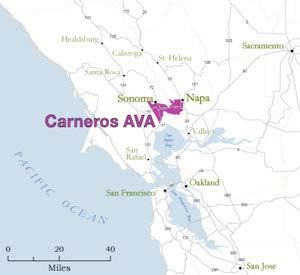 Healdsburg
Calistoga
St. Helena
Sacramento
Santa Rosa
Sonoma
Napa
Carneros AVA
Vallejo
San
Rafael
PACIFIC OCEAN
San Francisco
Oakland
San Jose
0 20 40
Miles